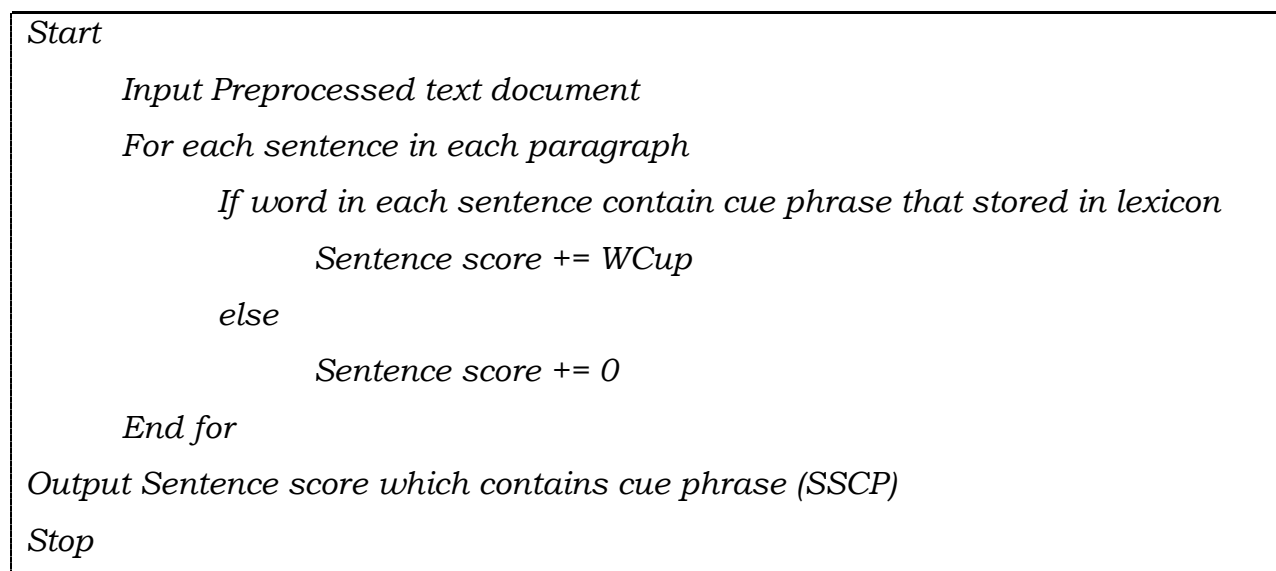 Start
Input Preprocessed text document
For each sentence in each paragraph
If word in each sentence contain cue phrase that stored in lexicon
Sentence score += WCup
else
Sentence score += 0
End for
Output Sentence score which contains cue phrase (SSCP)
Stop